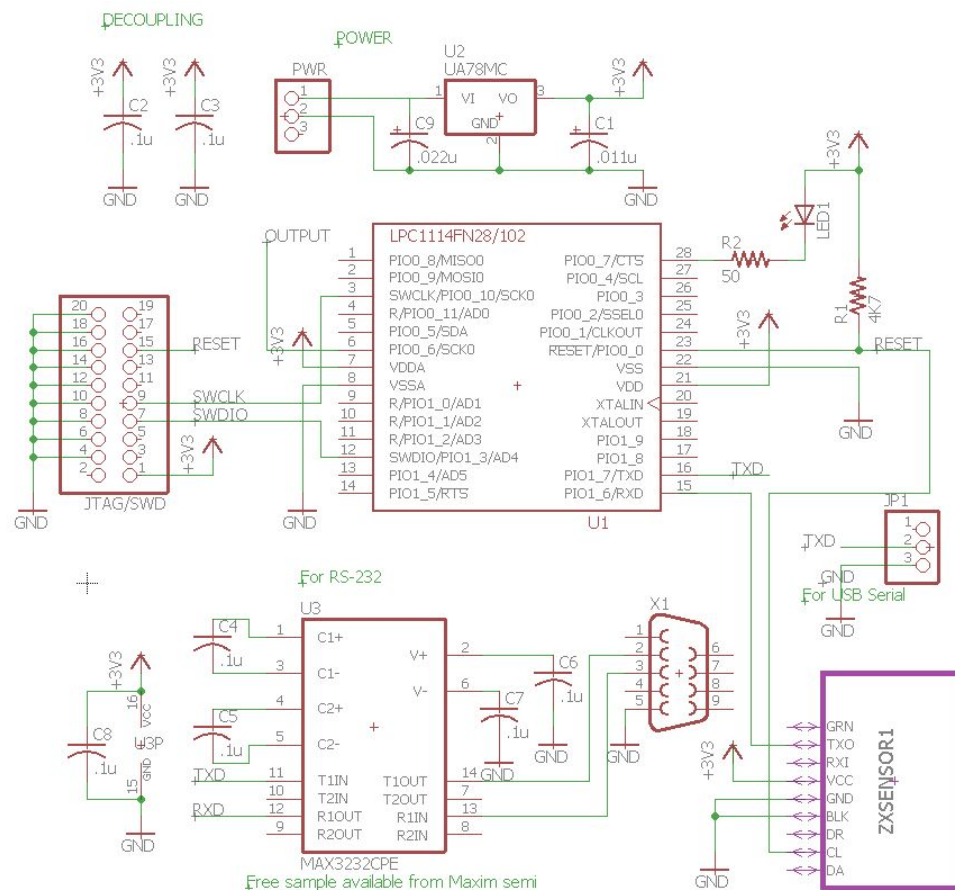 DECOUPLING
+3V3
C2
.1u
GND
+3V3
C3
.1u
GND
POWER
PWR
1
2
3
U2
UA78MC
1
VI
VO
3
GND
2
C9
.022u
C1
.011u
+3V3
GND
+3V3
LED1
R2
50
R1
4K7
OUTPUT
LPC1114FN28/102
1 PIO0_8/MISO0
2 PIO0_9/MOSI0
3 SWCLK/PIO0_10/SCK0
4 R/PIO0_11/AD0
5 PIO0_5/SDA
6 PIO0_6/SCK0
7 VDDA
8 VSSA
9 R/PIO1_0/AD1
10 R/PIO1_1/AD2
11 R/PIO1_2/AD3
12 SWDIO/PIO1_3/AD4
13 PIO1_4/AD5
14 PIO1_5/RTS
PIO0_7/CTS 28
PIO0_4/SCL 27
PIO0_3 26
PIO0_2/SSEL0 25
PIO0_1/CLKOUT 24
RESET/PIO0_0 23
VSS 22
VDD 21
XTALIN 20
XTALOUT 19
PIO1_9 18
PIO1_8 17
PIO1_7/TXD 16
PIO1_6/RXD 15
U1
+3V3
GND
+3V3
RESET
GND
TXD
20 19
18 17
16 15
14 13
12 11
10 9
8 7
6 5
4 3
2 1
JTAG/SWD
GND
RESET
SWCLK
SWDIO
+3V3
JP1
1
2
3
TXD
GND
For USB Serial
GND
For RS-232
U3
1 C1+
3 C1-
4 C2+
5 C2-
11 T1IN
10 T2IN
12 R1OUT
9 R2OUT
V+ 2
V- 6
T1OUT 14
T2OUT 7
R1IN 13
R2IN 8
MAX3232CPE
Free sample available from Maxim semi
C4
.1u
C5
.1u
TXD
RXD
C6
.1u
GND
C7
.1u
GND
+3V3
16
VCC
U3P
GND
15
C8
.1u
GND
X1
1
2
3
4
5
6
7
8
9
GND
+3V3
GND
GRN
TXO
RXI
VCC
GND
BLK
DR
CL
DA
ZXSENSOR1